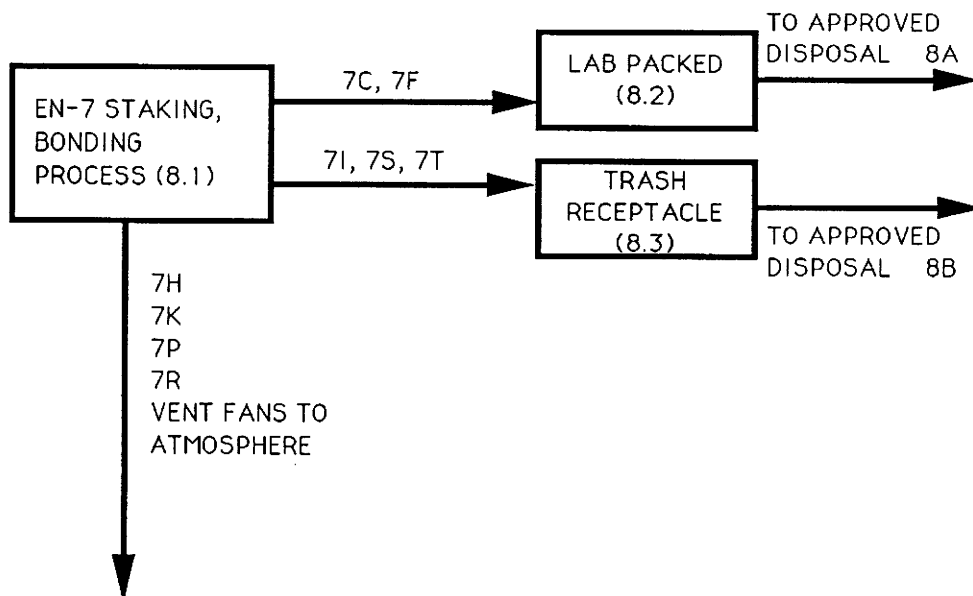 EN-7 STAKING,
BONDING
PROCESS (8.1)
7C, 7F
LAB PACKED
(8.2)
TO APPROVED
DISPOSAL 8A
7I, 7S, 7T
TRASH
RECEPTACLE
(8.3)
TO APPROVED
DISPOSAL 8B
7H
7K
7P
7R
VENT FANS TO
ATMOSPHERE